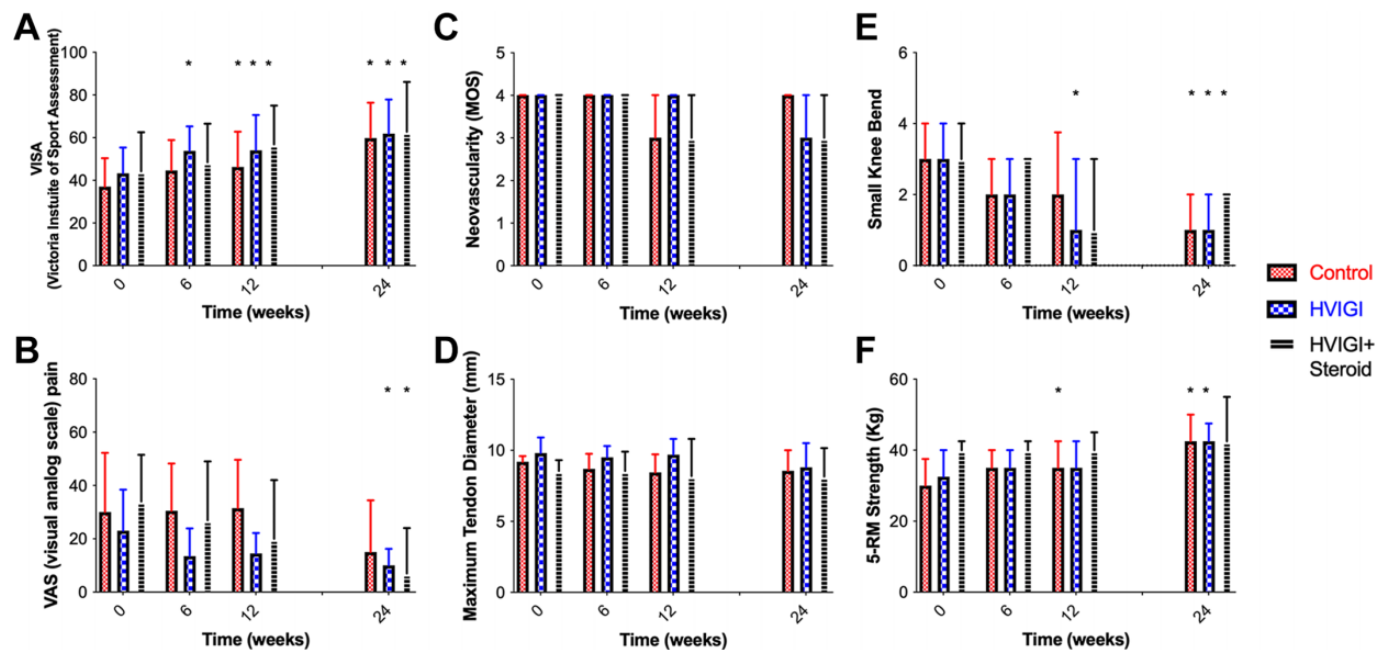 A
VISA
(Victoria Instuite of Sport Assessment)
100
80
60
40
20
0
*
* * *
* * *
0
6
12
24
Time (weeks)
B
VAS (visual analog scale) pain
80
60
40
20
0
* *
0
6
12
24
Time (weeks)
C
Neovascularity (MOS)
5
4
3
2
1
0
0
6
12
24
Time (weeks)
D
Maximum Tendon Diameter (mm)
15
10
5
0
0
6
12
24
Time (weeks)
E
Small Knee Bend
6
4
2
0
*
* * *
0
6
12
24
Time (weeks)
F
5-RM Strength (Kg)
60
40
20
0
*
* *
0
6
12
24
Time (weeks)
Control
HVIGI
HVIGI+
Steroid